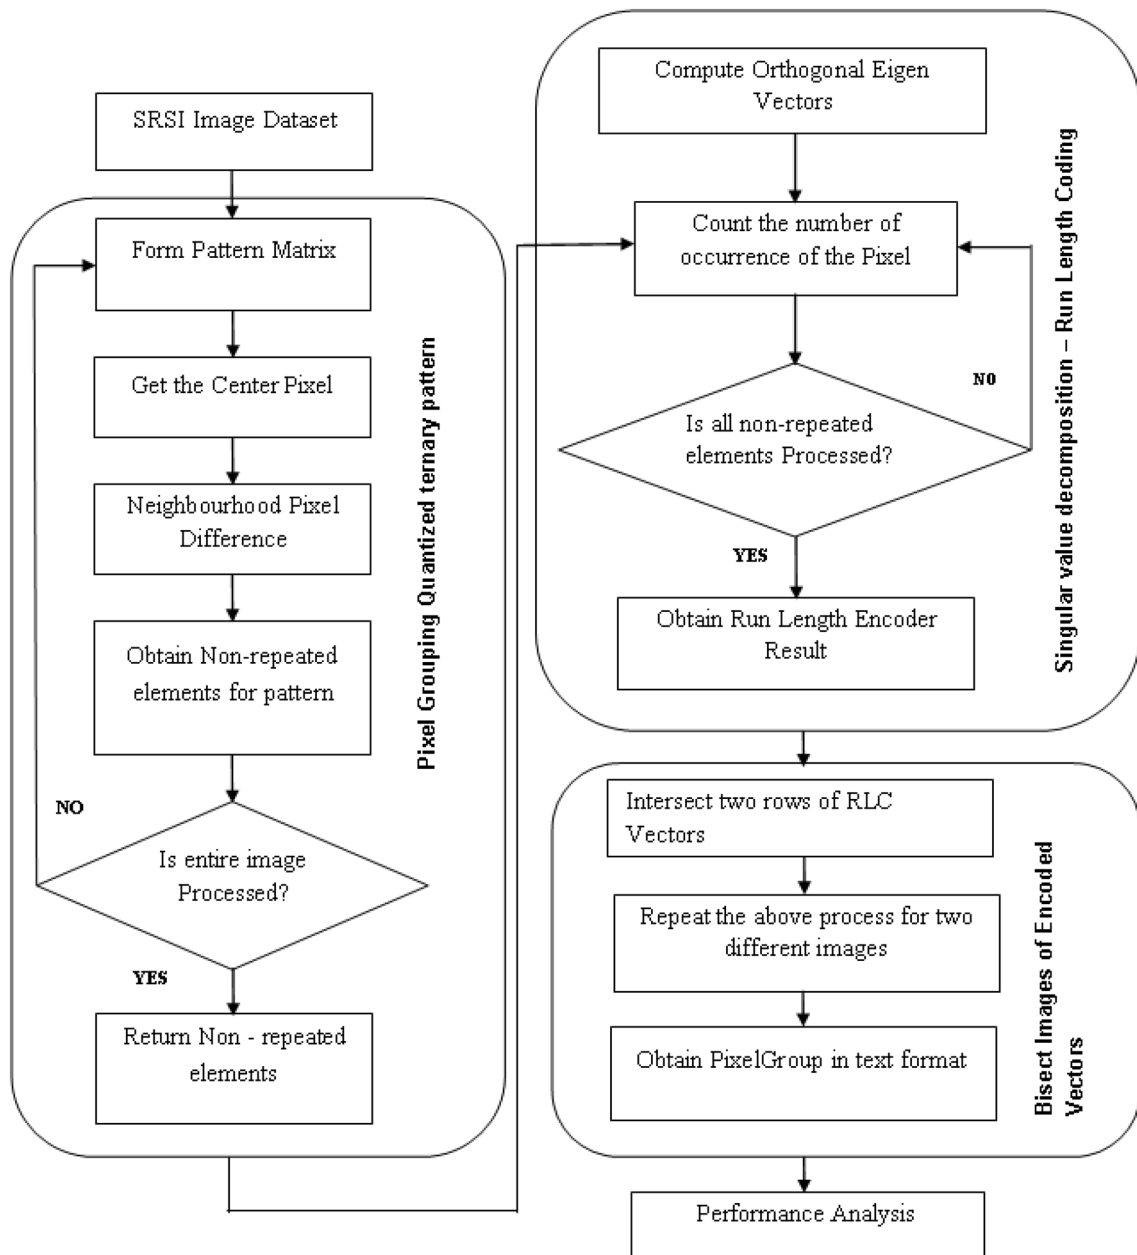 SRSI Image Dataset
Form Pattern Matrix
Get the Center Pixel
Neighbourhood Pixel
Difference
Obtain Non-repeated
elements for pattern
NO
Is entire image
Processed?
YES
Return Non - repeated
elements
Pixel Grouping Quantized ternary pattern
Compute Orthogonal Eigen
Vectors
Count the number of
occurrence of the Pixel
NO
Is all non-repeated
elements Processed?
YES
Obtain Run Length Encoder
Result
Singular value decomposition – Run Length Coding
Intersect two rows of RLC
Vectors
Repeat the above process for two
different images
Obtain PixelGroup in text format
Bisect Images of Encoded
Vectors
Performance Analysis